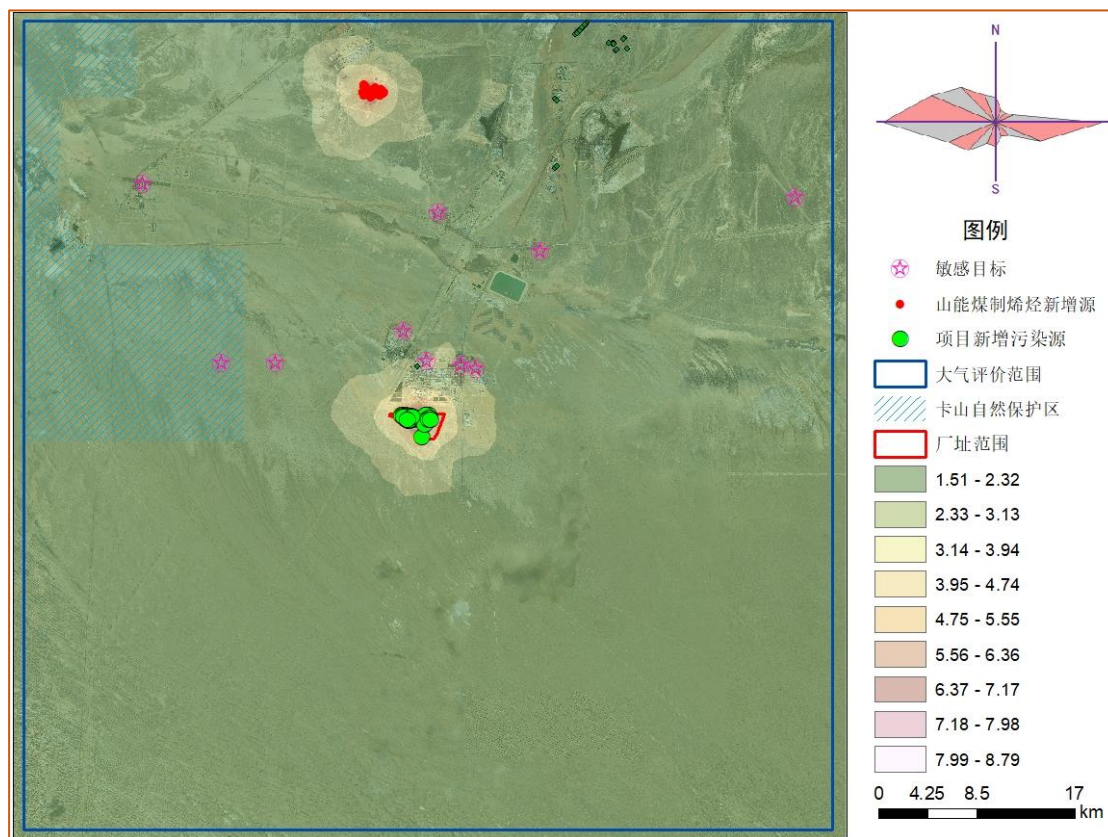 N
S
图例
敏感目标
山能煤制烯烃新增源
项目新增污染源
大气评价范围
卡山自然保护区
厂址范围
1.51 - 2.32
2.33 - 3.13
3.14 - 3.94
3.95 - 4.74
4.75 - 5.55
5.56 - 6.36
6.37 - 7.17
7.18 - 7.98
7.99 - 8.79
0 4.25 8.5 17
km